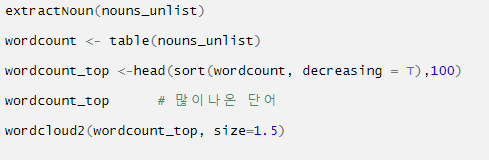 extractNoun(nouns_unlist)
wordcount <- table(nouns_unlist)
wordcount_top <-head(sort(wordcount, decreasing = T),100)
wordcount_top      # 많이나온 단어
wordcloud2(wordcount_top, size=1.5)